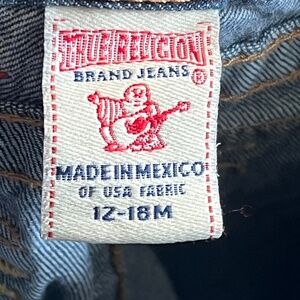 TRUE RELIGION
BRAND JEANS®
MADE IN MEXICO
OF USA FABRIC
12-18M